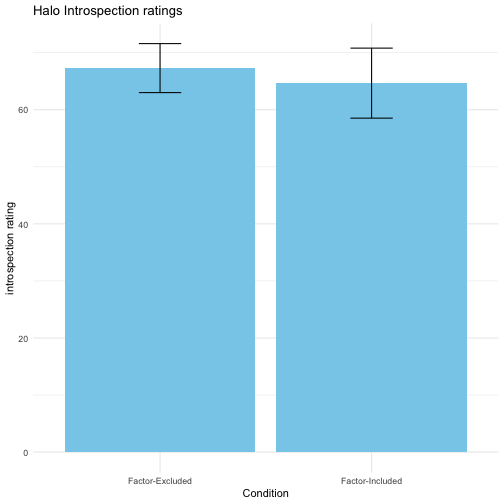 Halo Introspection ratings
introspection rating
60
40
20
0
Factor-Excluded
Factor-Included
Condition